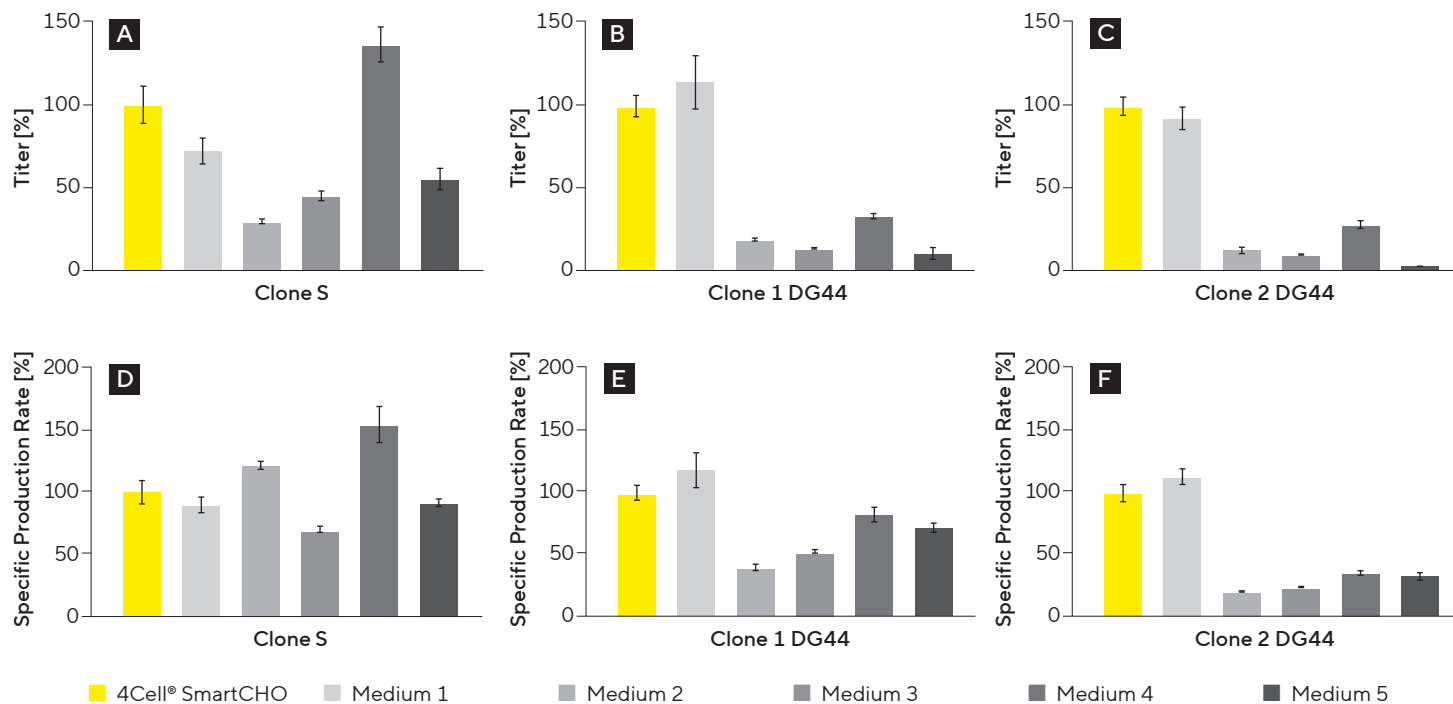 A
Titer [%]
150
100
50
0
Clone S
B
Titer [%]
150
100
50
0
Clone 1 DG44
C
Titer [%]
150
100
50
0
Clone 2 DG44
D
Specific Production Rate [%]
200
150
100
50
0
Clone S
E
Specific Production Rate [%]
200
150
100
50
0
Clone 1 DG44
F
Specific Production Rate [%]
200
150
100
50
0
Clone 2 DG44
4Cell® SmartCHO Medium 1 Medium 2 Medium 3 Medium 4 Medium 5